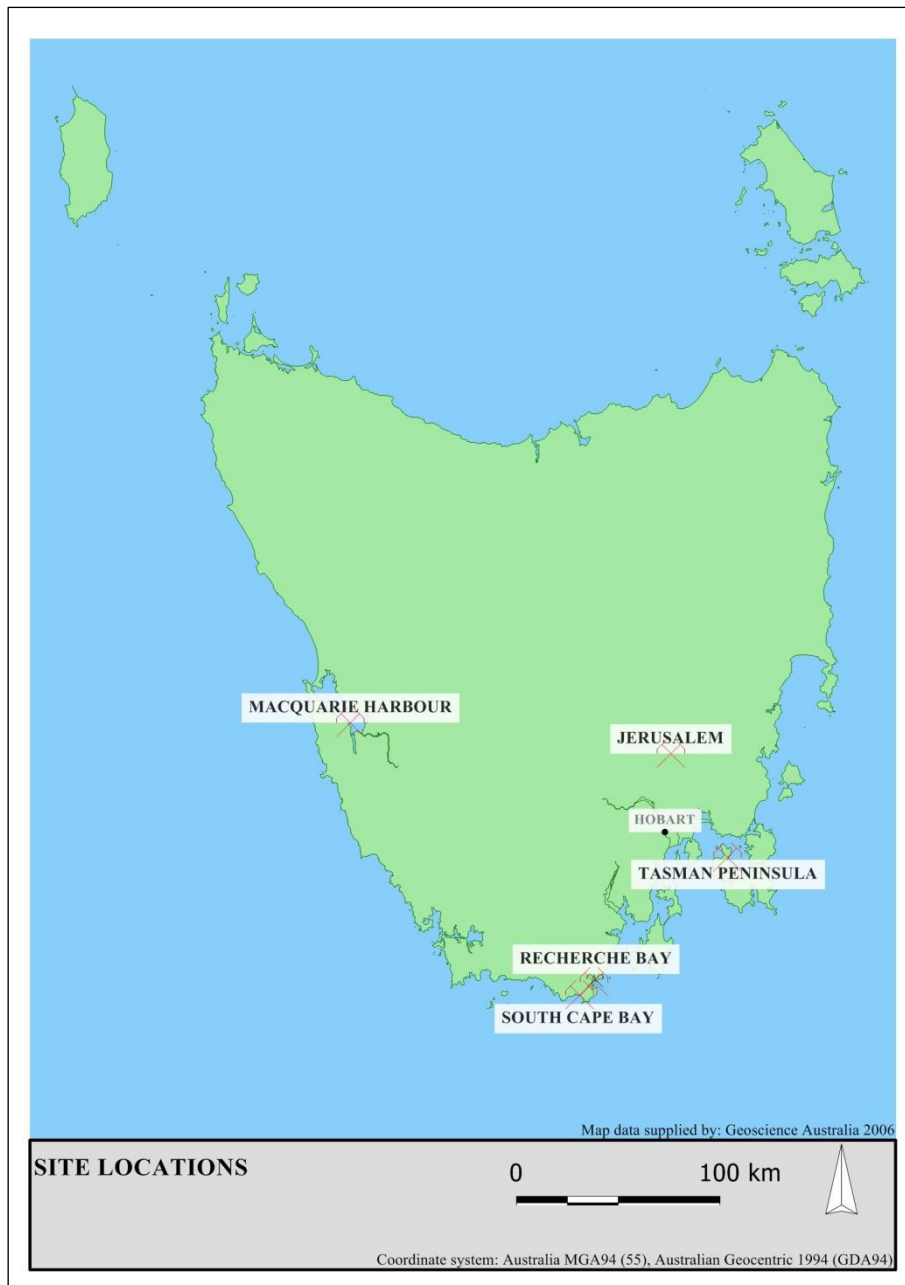 MACQUARIE HARBOUR
JERUSALEM
HOBART
TASMAN PENINSULA
RECHERCHE BAY
SOUTH CAPE BAY
Map data supplied by: Geoscience Australia 2006
SITE LOCATIONS
0 100 km
Coordinate system: Australia MGA94 (55), Australian Geocentric 1994 (GDA94)